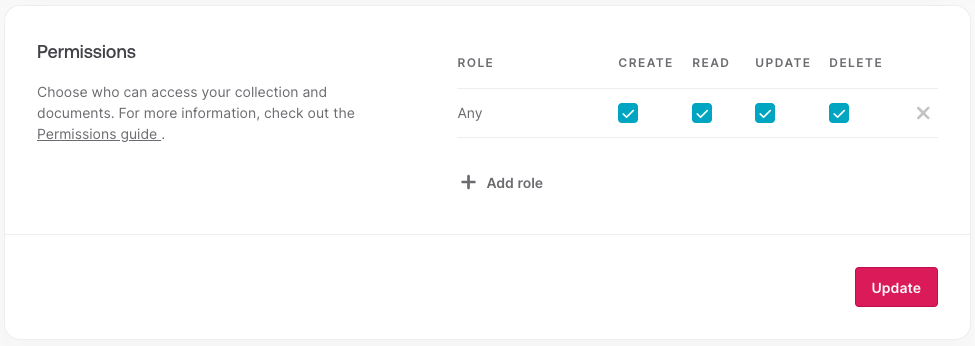 Permissions
Choose who can access your collection and
documents. For more information, check out the
Permissions guide .
ROLE CREATE READ UPDATE DELETE
Any
Add role
Update